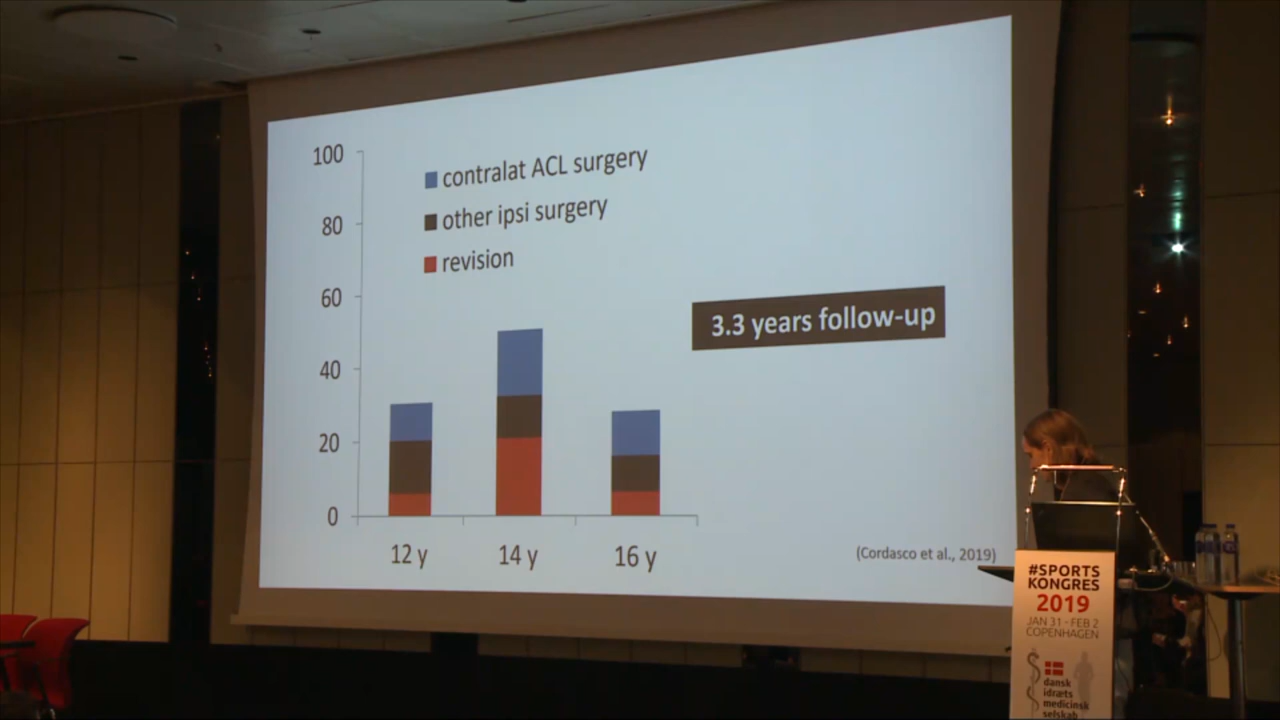 100
80
60
40
20
0
contralat ACL surgery
other ipsi surgery
revision
3.3 years follow-up
12 y
14 y
16 y
(Cordasco et al., 2019)
#SPORTS
KONGRES
2019
JAN 31 - FEB 2
COPENHAGEN
dansk
idræts
medicinsk
selskab